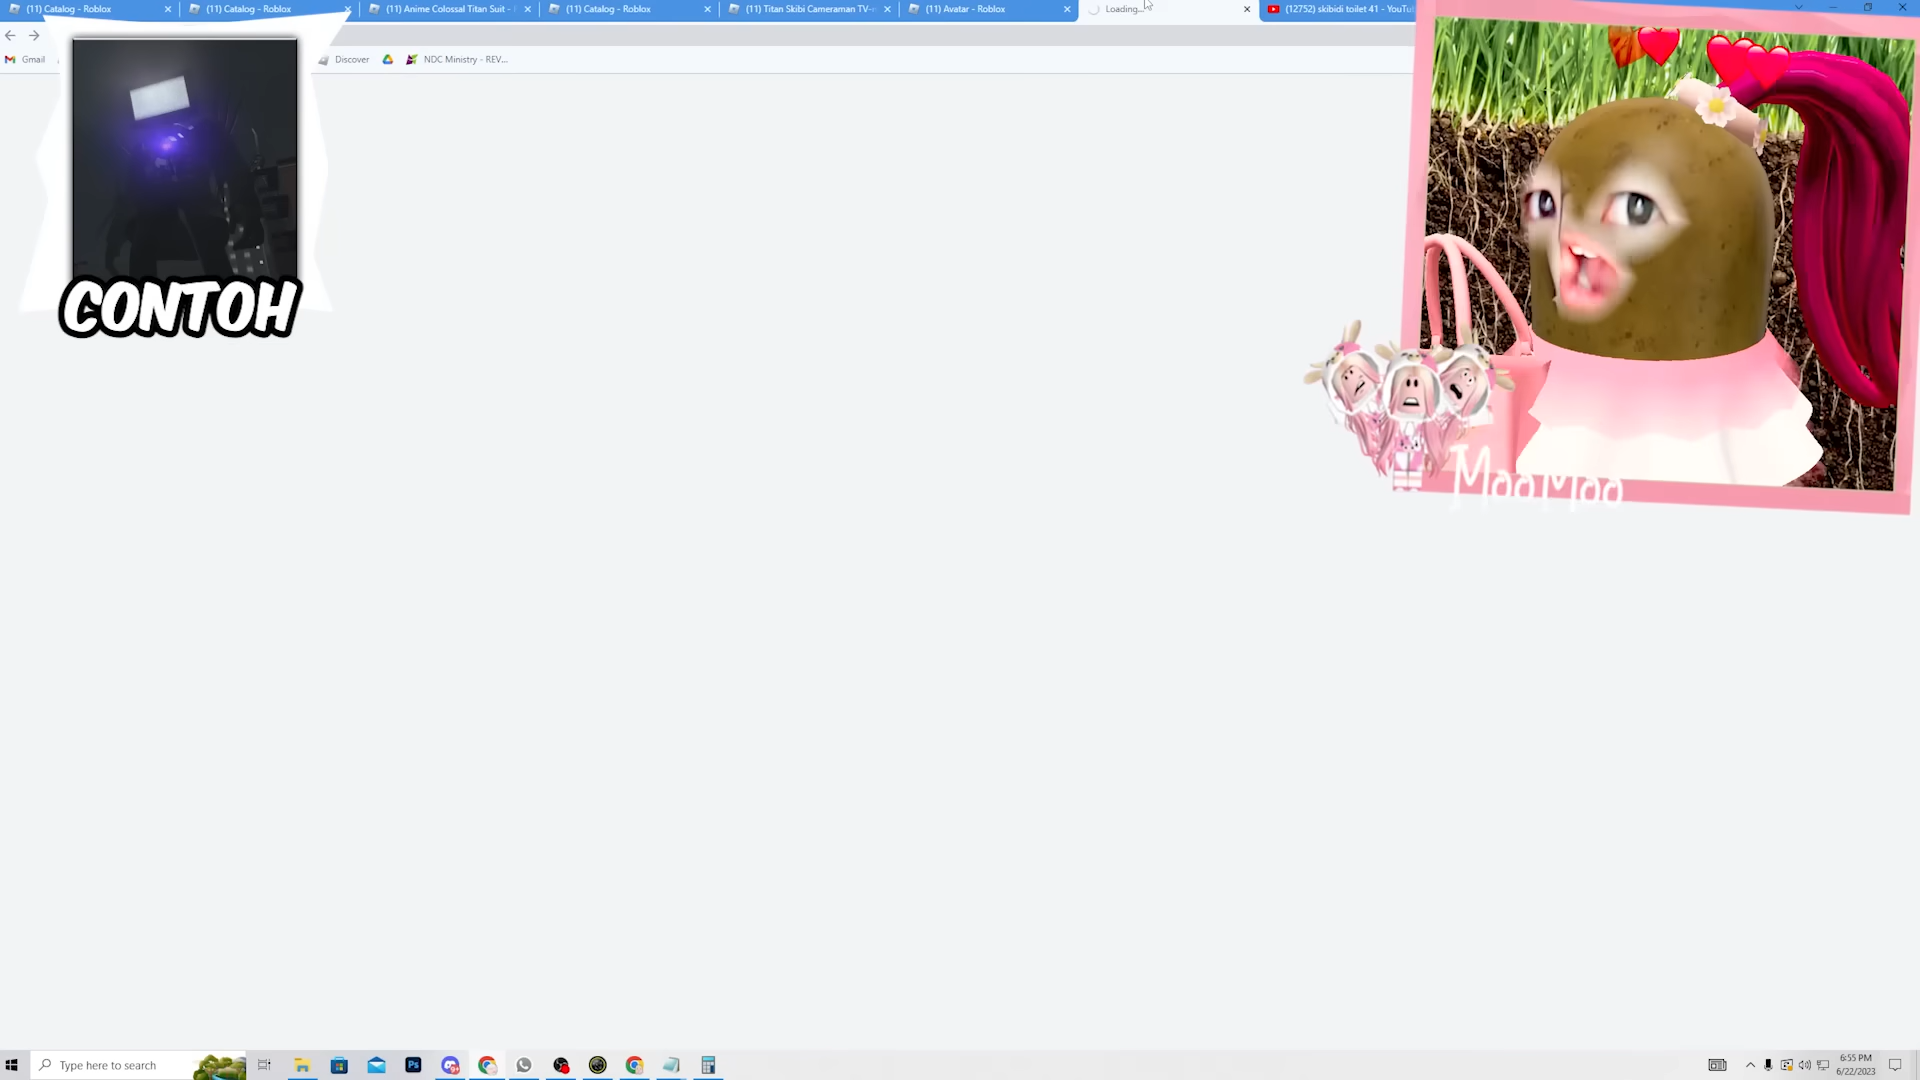 (11) Catalog - Roblox
(11) Catalog - Roblox
(11) Anime Colossal Titan Suit -
(11) Catalog - Roblox
(11) Titan Skibi Cameraman TV-
(11) Avatar - Roblox
Loading...
(12752) skibidi toilet 41 - YouTu
Gmail
Discover
NDC Ministry - REV...
CONTOH
MooMoo
Type here to search
Ps
6:55 PM
6/22/2023